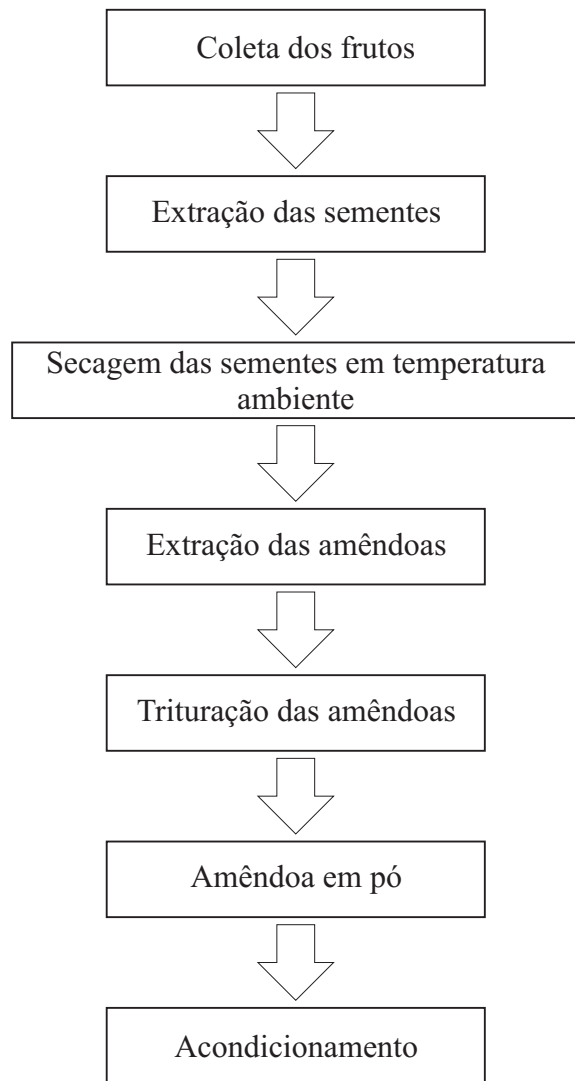 Coleta dos frutos
Extração das sementes
Secagem das sementes em temperatura
ambiente
Extração das amêndoas
Trituração das amêndoas
Amêndoa em pó
Acondicionamento